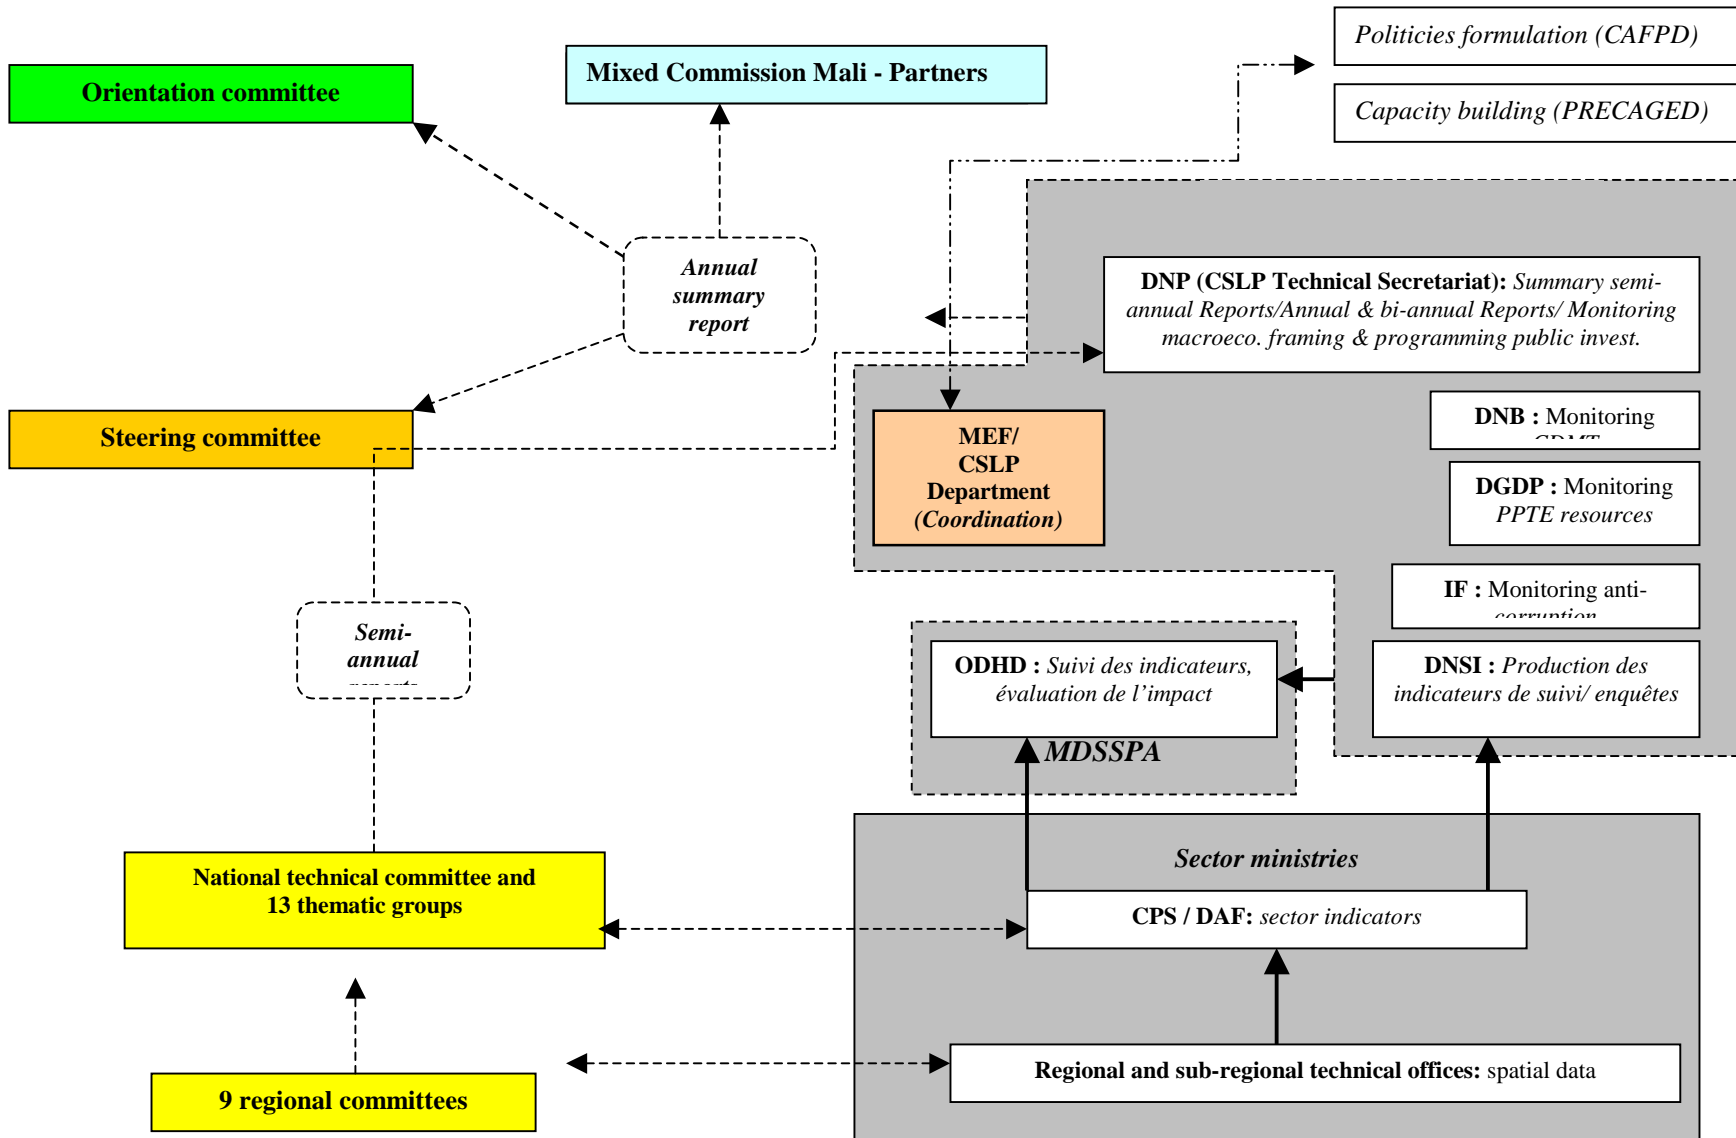 Politicies formulation (CAFPD)
Mixed Commission Mali - Partners
Orientation committee
Capacity building (PRECAGED)
Annual
summary
report
DNP (CSLP Technical Secretariat): Summary semi-
annual Reports/Annual & bi-annual Reports/ Monitoring
macroeco. framing & programming public invest.
Steering committee
MEF/
CSLP
Department
(Coordination)
DNB : Monitoring
DGDP : Monitoring
PPTE resources
IF : Monitoring anti-
corruption
Semi-
annual
reports
ODHD : Suivi des indicateurs,
évaluation de l'impact
MDSSPA
DNSI : Production des
indicateurs de suivi/ enquêtes
National technical committee and
13 thematic groups
Sector ministries
CPS / DAF: sector indicators
Regional and sub-regional technical offices: spatial data
9 regional committees